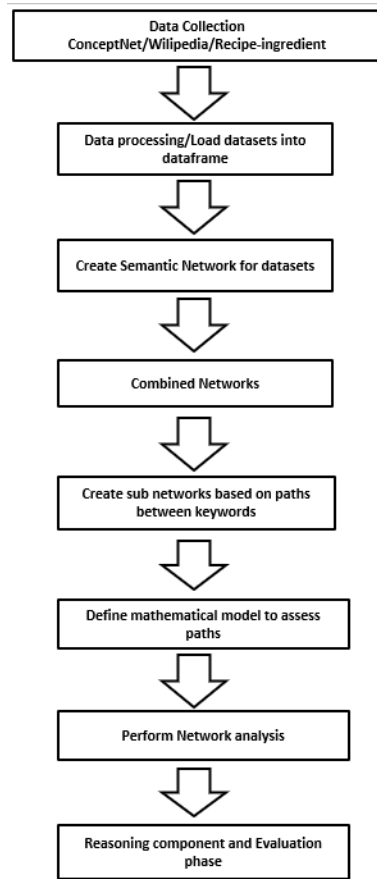 Data Collection
ConceptNet/Wilipedia/Recipe-ingredient
Data processing/Load datasets into
dataframe
Create Semantic Network for datasets
Combined Networks
Create sub networks based on paths
between keywords
Define mathematical model to assess
paths
Perform Network analysis
Reasoning component and Evaluation
phase